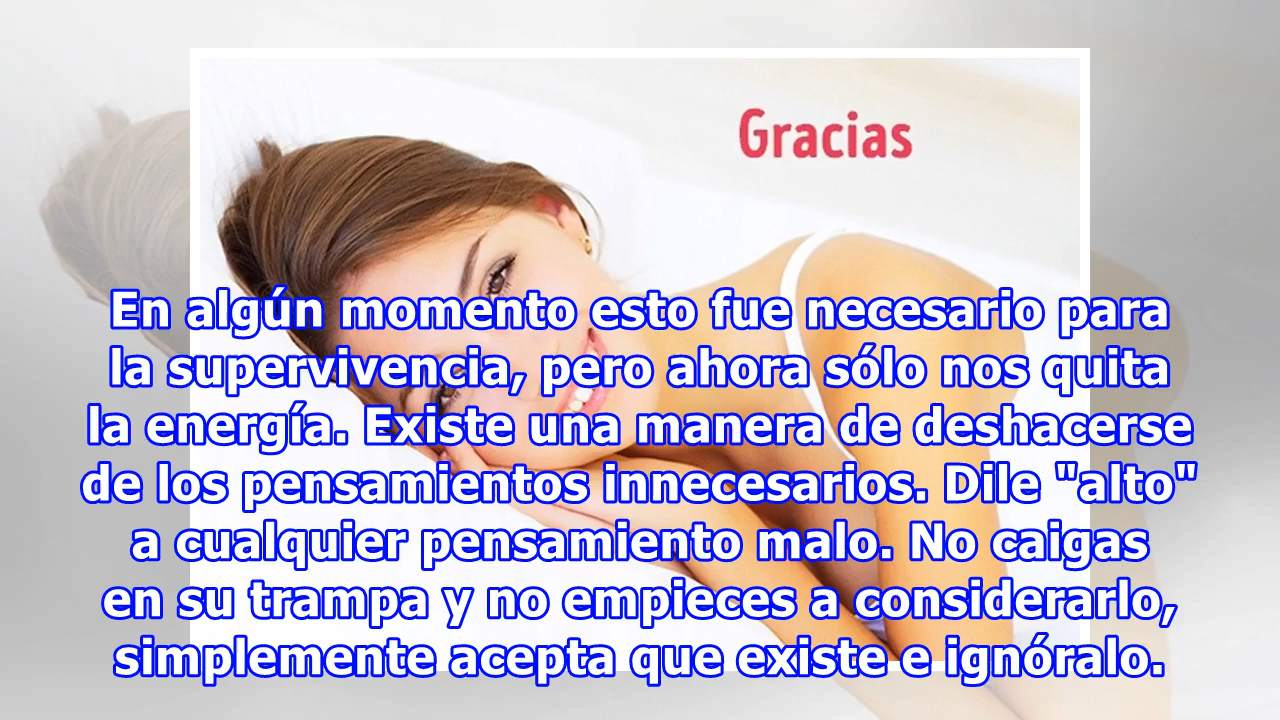 Gracias
En algún momento esto fue necesario para
la supervivencia, pero ahora sólo nos quita
la energía. Existe una manera de deshacerse
de los pensamientos innecesarios. Dile "alto"
a cualquier pensamiento malo. No caigas
en su trampa y no empieces a considerarlo,
simplemente acepta que existe e ignóralo.